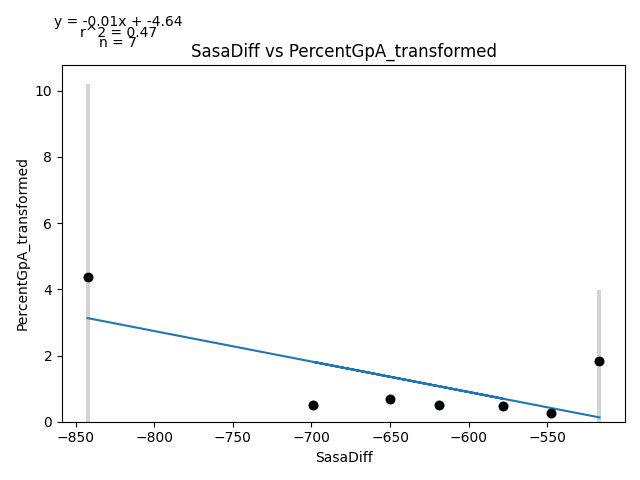 y = -0.01x + -4.64
r^2 = 0.47
n = 7
SasaDiff vs PercentGpA_transformed
PercentGpA_transformed
10
8
6
4
2
0
−850 −800 −750 −700 −650 −600 −550
SasaDiff